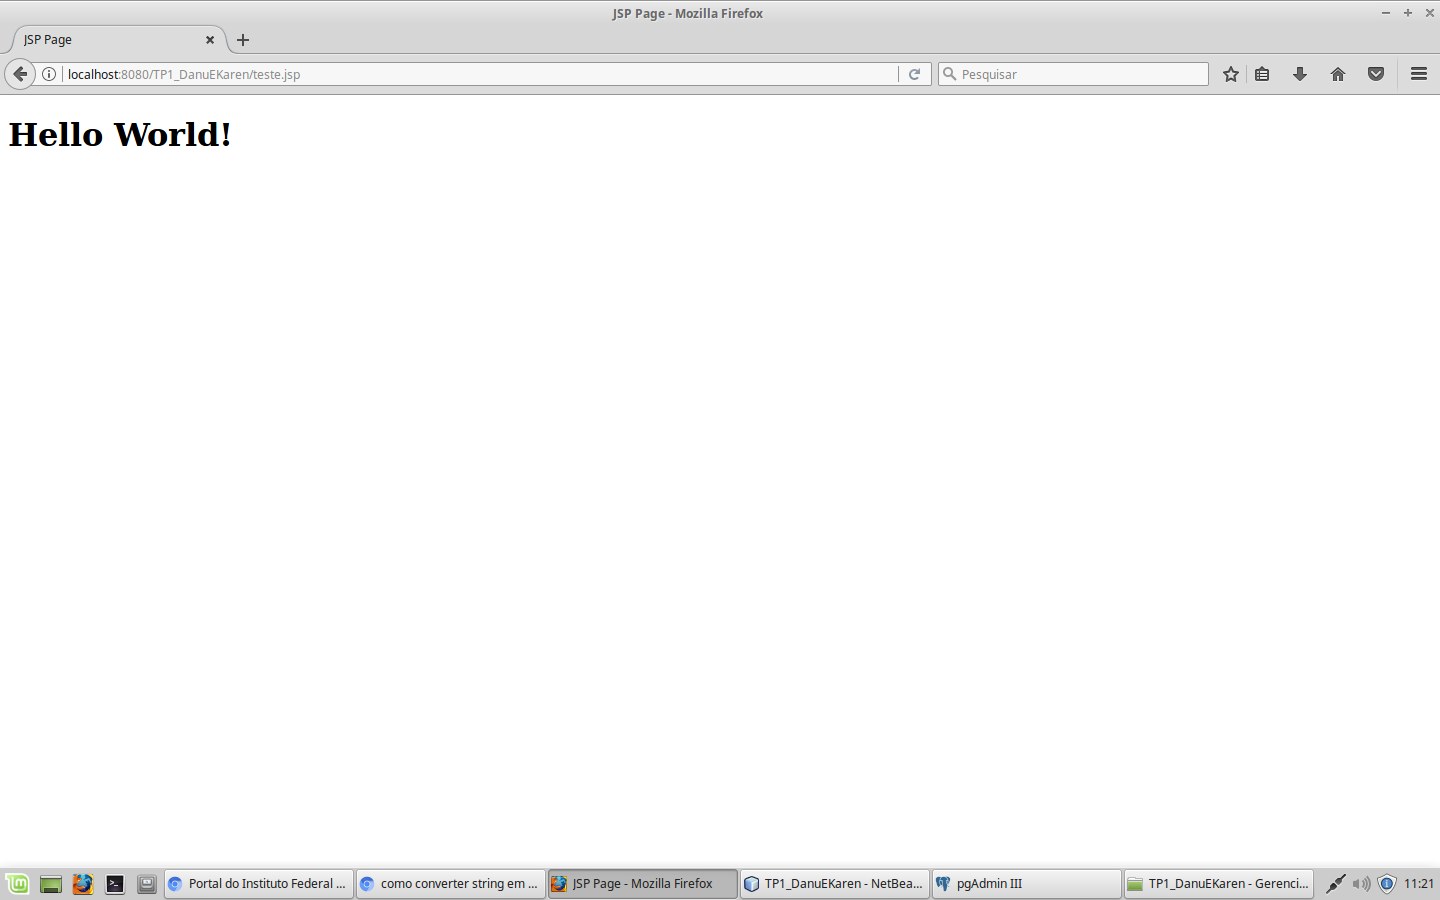 JSP Page - Mozilla Firefox
JSP Page
localhost:8080/TP1_DanuEKaren/teste.jsp
Pesquisar
Hello World!
Portal do Instituto Federal ...
como converter string em ...
JSP Page - Mozilla Firefox
TP1_DanuEKaren - NetBea...
pgAdmin III
TP1_DanuEKaren - Gerenci...
11:21